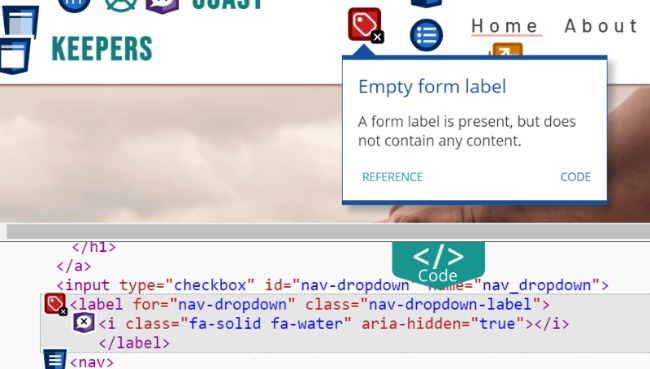 COAST
KEEPERS
Home About
Empty form label
A form label is present, but does
not contain any content.
REFERENCE CODE
</>
Code
</h1>
</a>
<input type="checkbox" id="nav-dropdown" name="nav_dropdown">
<label for="nav-dropdown" class="nav-dropdown-label">
<i class="fa-solid fa-water" aria-hidden="true"></i>
</label>
<nav>